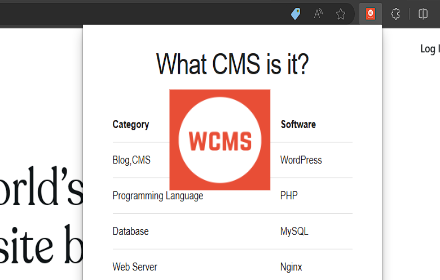 Log
What CMS is it?
Category Software
WCMS
Blog,CMS WordPress
Programming Language PHP
orld's
Database MySQL
site b
Web Server Nginx